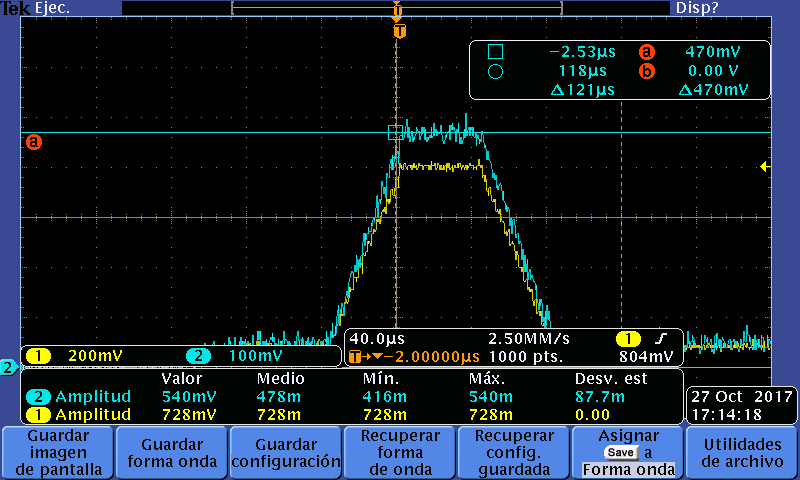 Tek Ejec. T Disp?
T
−2.53µs a 470mV
118µs b 0.00 V
Δ121µs Δ470mV
a
2
1 200mV 2 100mV
40.0µs 2.50MM/s 1
T→▼−2.00000µs 1000 pts. 804mV
Valor Medio Mín. Máx. Desv. est
2 Amplitud 540mV 478m 416m 540m 87.7m
1 Amplitud 728mV 728m 728m 728m 0.00
27 Oct 2017
17:14:18
Guardar
imagen
de pantalla
Guardar
forma onda
Guardar
configuración
Recuperar
forma
de onda
Recuperar
config.
guardada
Asignar
Save a
Forma onda
Utilidades
de archivo